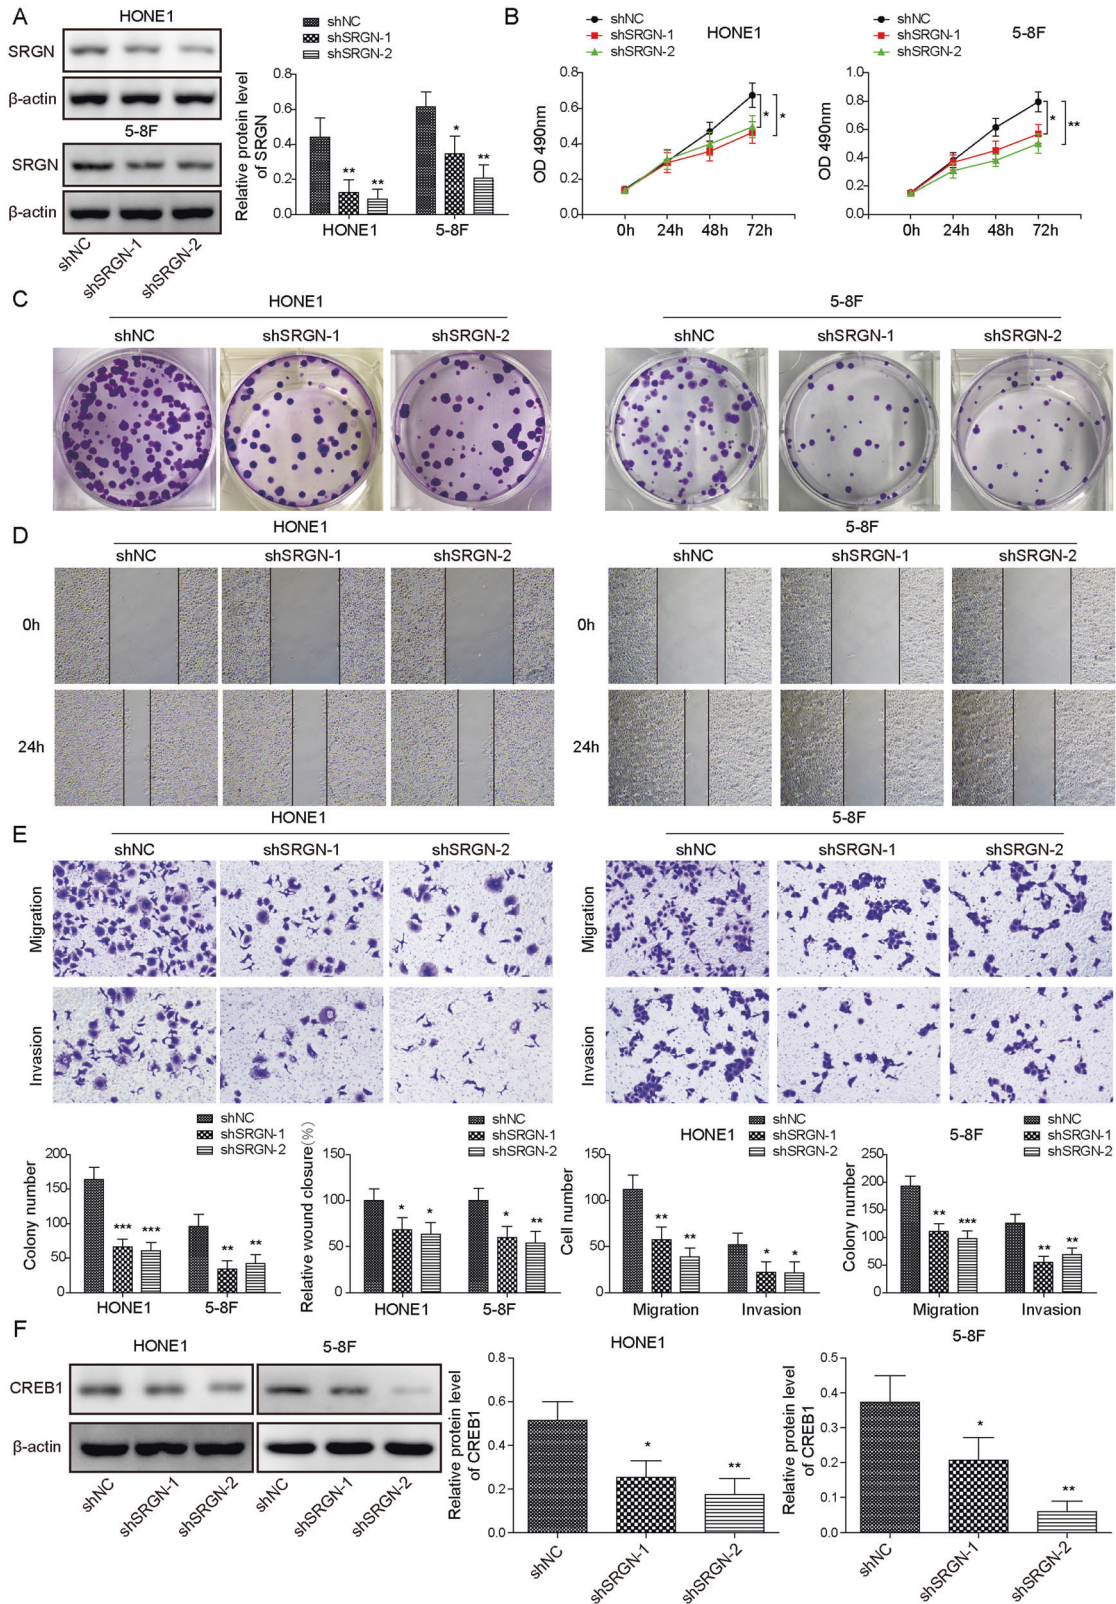 A
HONE1
SRGN
β-actin
5-8F
SRGN
β-actin
shNC
shSRGN-1
shSRGN-2
shNC
shSRGN-1
shSRGN-2
Relative protein level
of SRGN
0.8
0.6
0.4
0.2
0.0
** ** * **
HONE1 5-8F
B
shNC
shSRGN-1
shSRGN-2
HONE1
OD 490nm
0.8
0.6
0.4
0.2
0.0
* *
0h 24h 48h 72h
shNC
shSRGN-1
shSRGN-2
5-8F
OD 490nm
1.0
0.8
0.6
0.4
0.2
0.0
* **
0h 24h 48h 72h
C
HONE1 5-8F
shNC shSRGN-1 shSRGN-2 shNC shSRGN-1 shSRGN-2
D
HONE1 5-8F
shNC shSRGN-1 shSRGN-2 shNC shSRGN-1 shSRGN-2
0h 0h
24h 24h
E
HONE1 5-8F
shNC shSRGN-1 shSRGN-2 shNC shSRGN-1 shSRGN-2
Migration Migration
Invasion Invasion
shNC
shSRGN-1
shSRGN-2
Colony number
200
150
100
50
0
*** *** ** **
HONE1 5-8F
shNC
shSRGN-1
shSRGN-2
Relative wound closure(%)
150
100
50
0
* * * **
HONE1 5-8F
HONE1
shNC
shSRGN-1
shSRGN-2
Cell number
150
100
50
0
** ** * *
Migration Invasion
5-8F
shNC
shSRGN-1
shSRGN-2
Colony number
250
200
150
100
50
0
** *** ** **
Migration Invasion
F
HONE1 5-8F
CREB1
β-actin
shNC shSRGN-1 shSRGN-2 shNC shSRGN-1 shSRGN-2
HONE1
Relative protein level
of CREB1
0.8
0.6
0.4
0.2
0.0
* **
shNC shSRGN-1 shSRGN-2
5-8F
Relative protein level
of CREB1
0.5
0.4
0.3
0.2
0.1
0.0
* **
shNC shSRGN-1 shSRGN-2